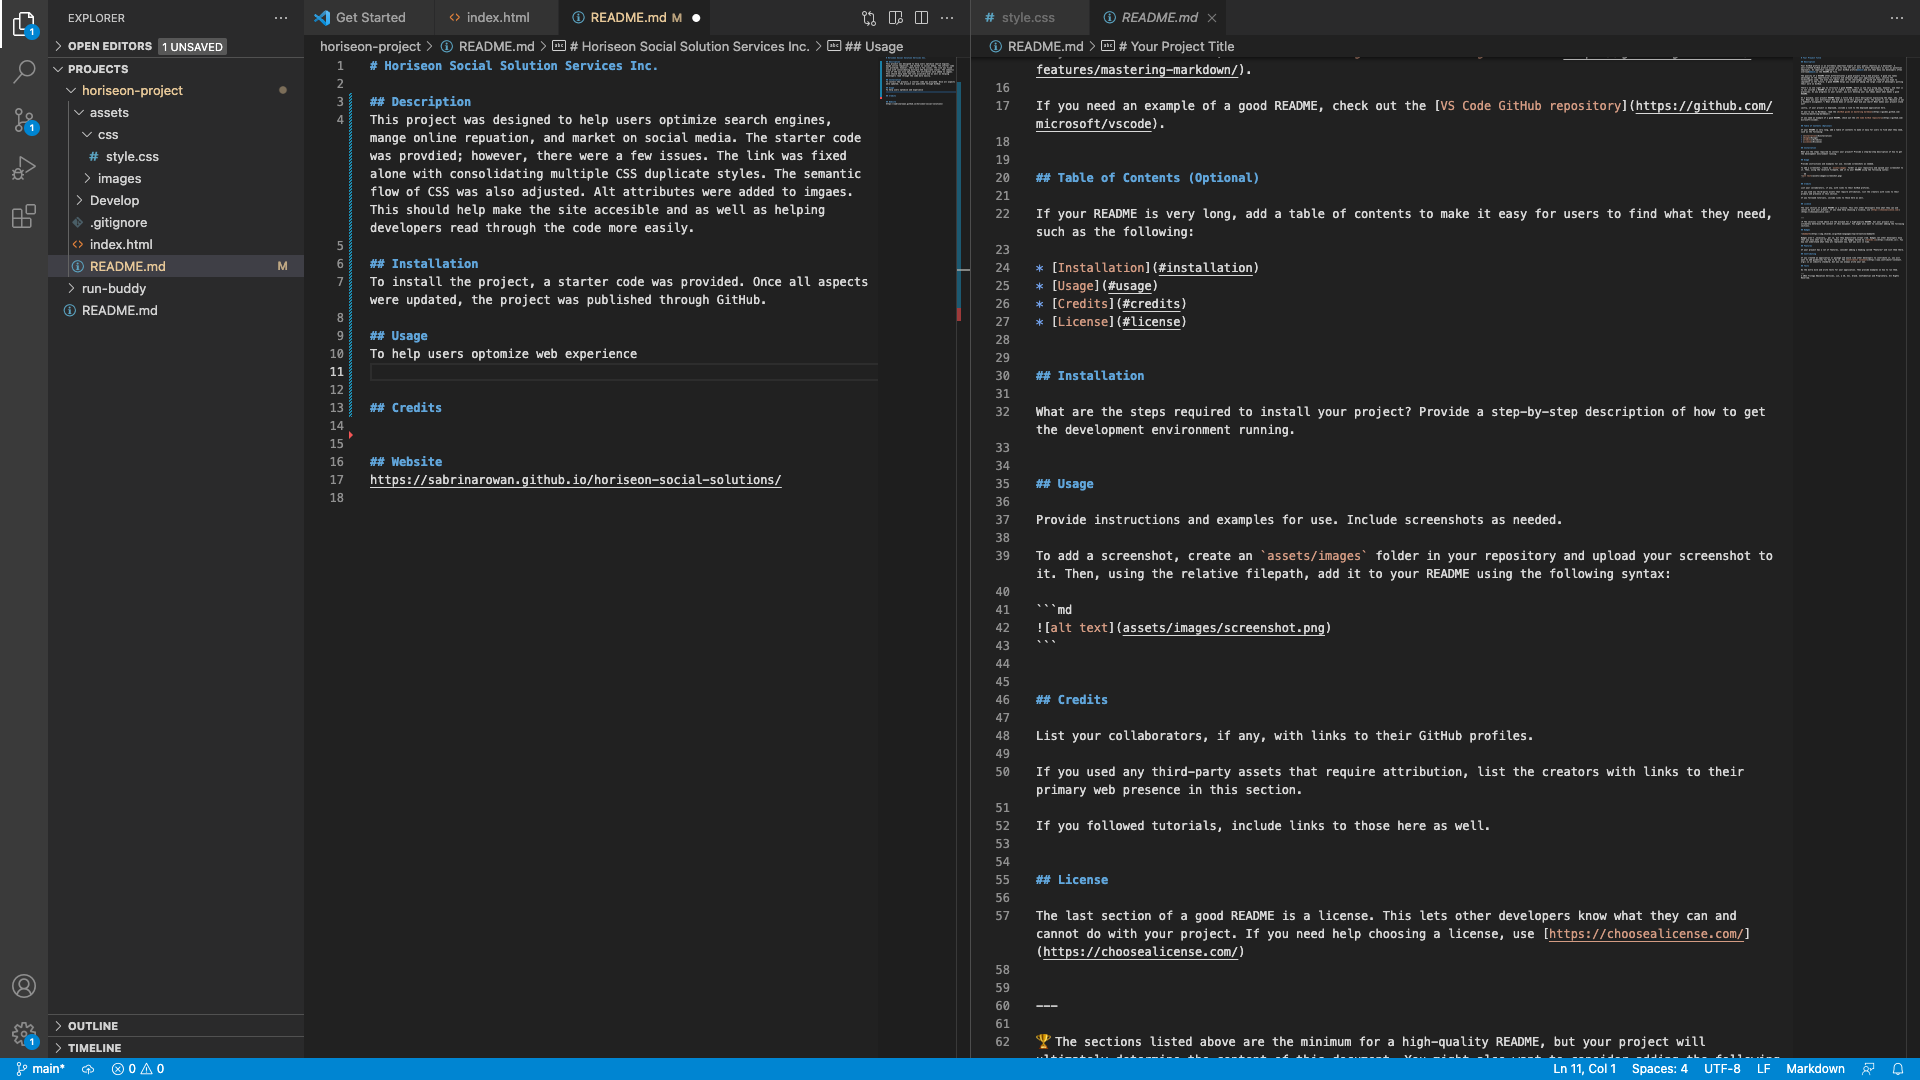 EXPLORER
OPEN EDITORS 1 UNSAVED
PROJECTS
horiseon-project
assets
css
# style.css
images
Develop
.gitignore
<> index.html
README.md M
run-buddy
README.md
OUTLINE
TIMELINE
1
1
1
Get Started
<> index.html
README.md M
horiseon-project > README.md > # Horiseon Social Solution Services Inc. > ## Usage
1 # Horiseon Social Solution Services Inc.
2
3 ## Description
4 This project was designed to help users optimize search engines,
mange online repuation, and market on social media. The starter code
was provdied; however, there were a few issues. The link was fixed
alone with consolidating multiple CSS duplicate styles. The semantic
flow of CSS was also adjusted. Alt attributes were added to imgaes.
This should help make the site accesible and as well as helping
developers read through the code more easily.
5
6 ## Installation
7 To install the project, a starter code was provided. Once all aspects
were updated, the project was published through GitHub.
8
9 ## Usage
10 To help users optomize web experience
11
12
13 ## Credits
14
15
16 ## Website
17 https://sabrinarowan.github.io/horiseon-social-solutions/
18
# style.css
README.md
README.md > # Your Project Title
features/mastering-markdown/).
16
17 If you need an example of a good README, check out the [VS Code GitHub repository](https://github.com/
microsoft/vscode).
18
19
20 ## Table of Contents (Optional)
21
22 If your README is very long, add a table of contents to make it easy for users to find what they need,
such as the following:
23
24 * [Installation](#installation)
25 * [Usage](#usage)
26 * [Credits](#credits)
27 * [License](#license)
28
29
30 ## Installation
31
32 What are the steps required to install your project? Provide a step-by-step description of how to get
the development environment running.
33
34
35 ## Usage
36
37 Provide instructions and examples for use. Include screenshots as needed.
38
39 To add a screenshot, create an `assets/images` folder in your repository and upload your screenshot to
it. Then, using the relative filepath, add it to your README using the following syntax:
40
41 ```md
42 ![alt text](assets/images/screenshot.png)
43 ```
44
45
46 ## Credits
47
48 List your collaborators, if any, with links to their GitHub profiles.
49
50 If you used any third-party assets that require attribution, list the creators with links to their
primary web presence in this section.
51
52 If you followed tutorials, include links to those here as well.
53
54
55 ## License
56
57 The last section of a good README is a license. This lets other developers know what they can and
cannot do with your project. If you need help choosing a license, use [https://choosealicense.com/]
(https://choosealicense.com/)
58
59
60 ---
61
62 🏆 The sections listed above are the minimum for a high-quality README, but your project will
main* 0 0
Ln 11, Col 1 Spaces: 4 UTF-8 LF Markdown